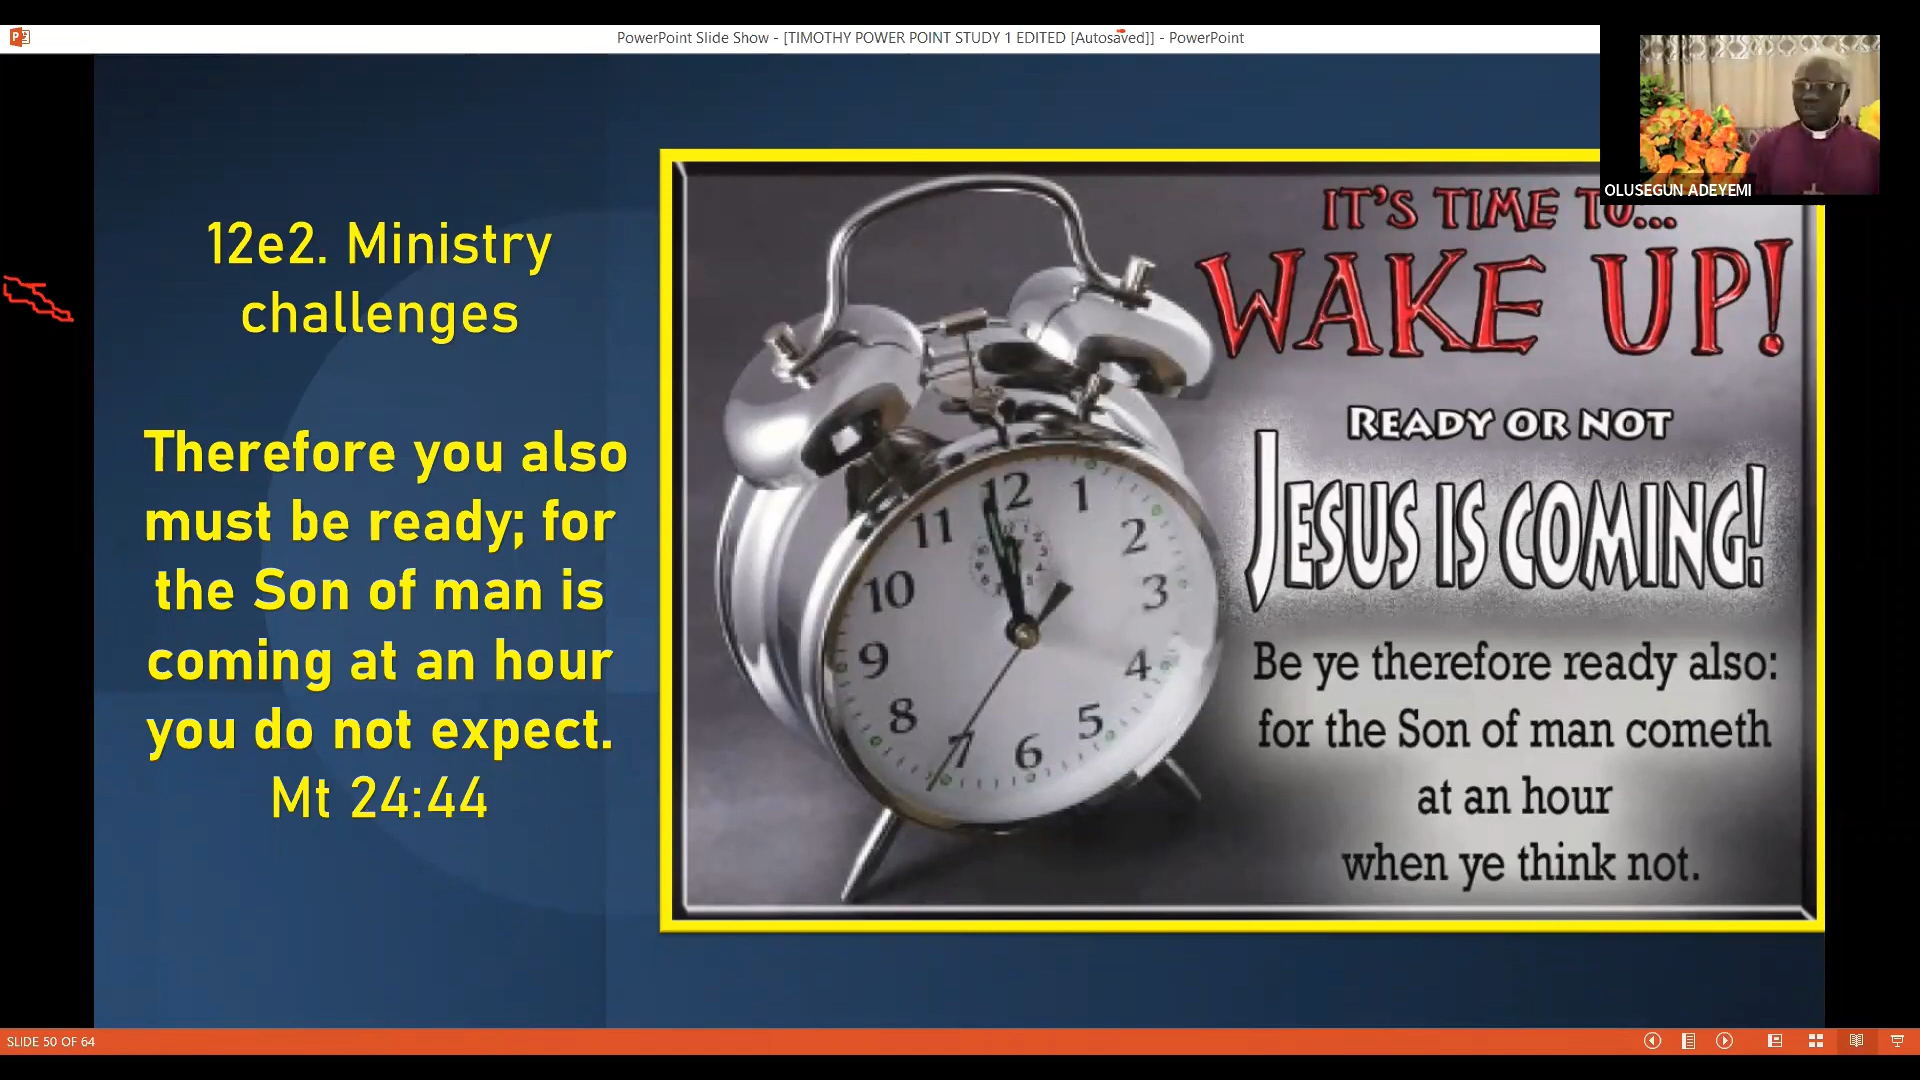 PowerPoint Slide Show - [TIMOTHY POWER POINT STUDY 1 EDITED [Autosaved]] - PowerPoint
OLUSEGUN ADEYEMI
12e2. Ministry
challenges
Therefore you also
must be ready; for
the Son of man is
coming at an hour
you do not expect.
Mt 24:44
IT'S TIME TO...
WAKE UP!
READY OR NOT
JESUS IS COMING!
Be ye therefore ready also:
for the Son of man cometh
at an hour
when ye think not.
12
1
2
3
4
5
6
7
8
9
10
11
SLIDE 50 OF 64